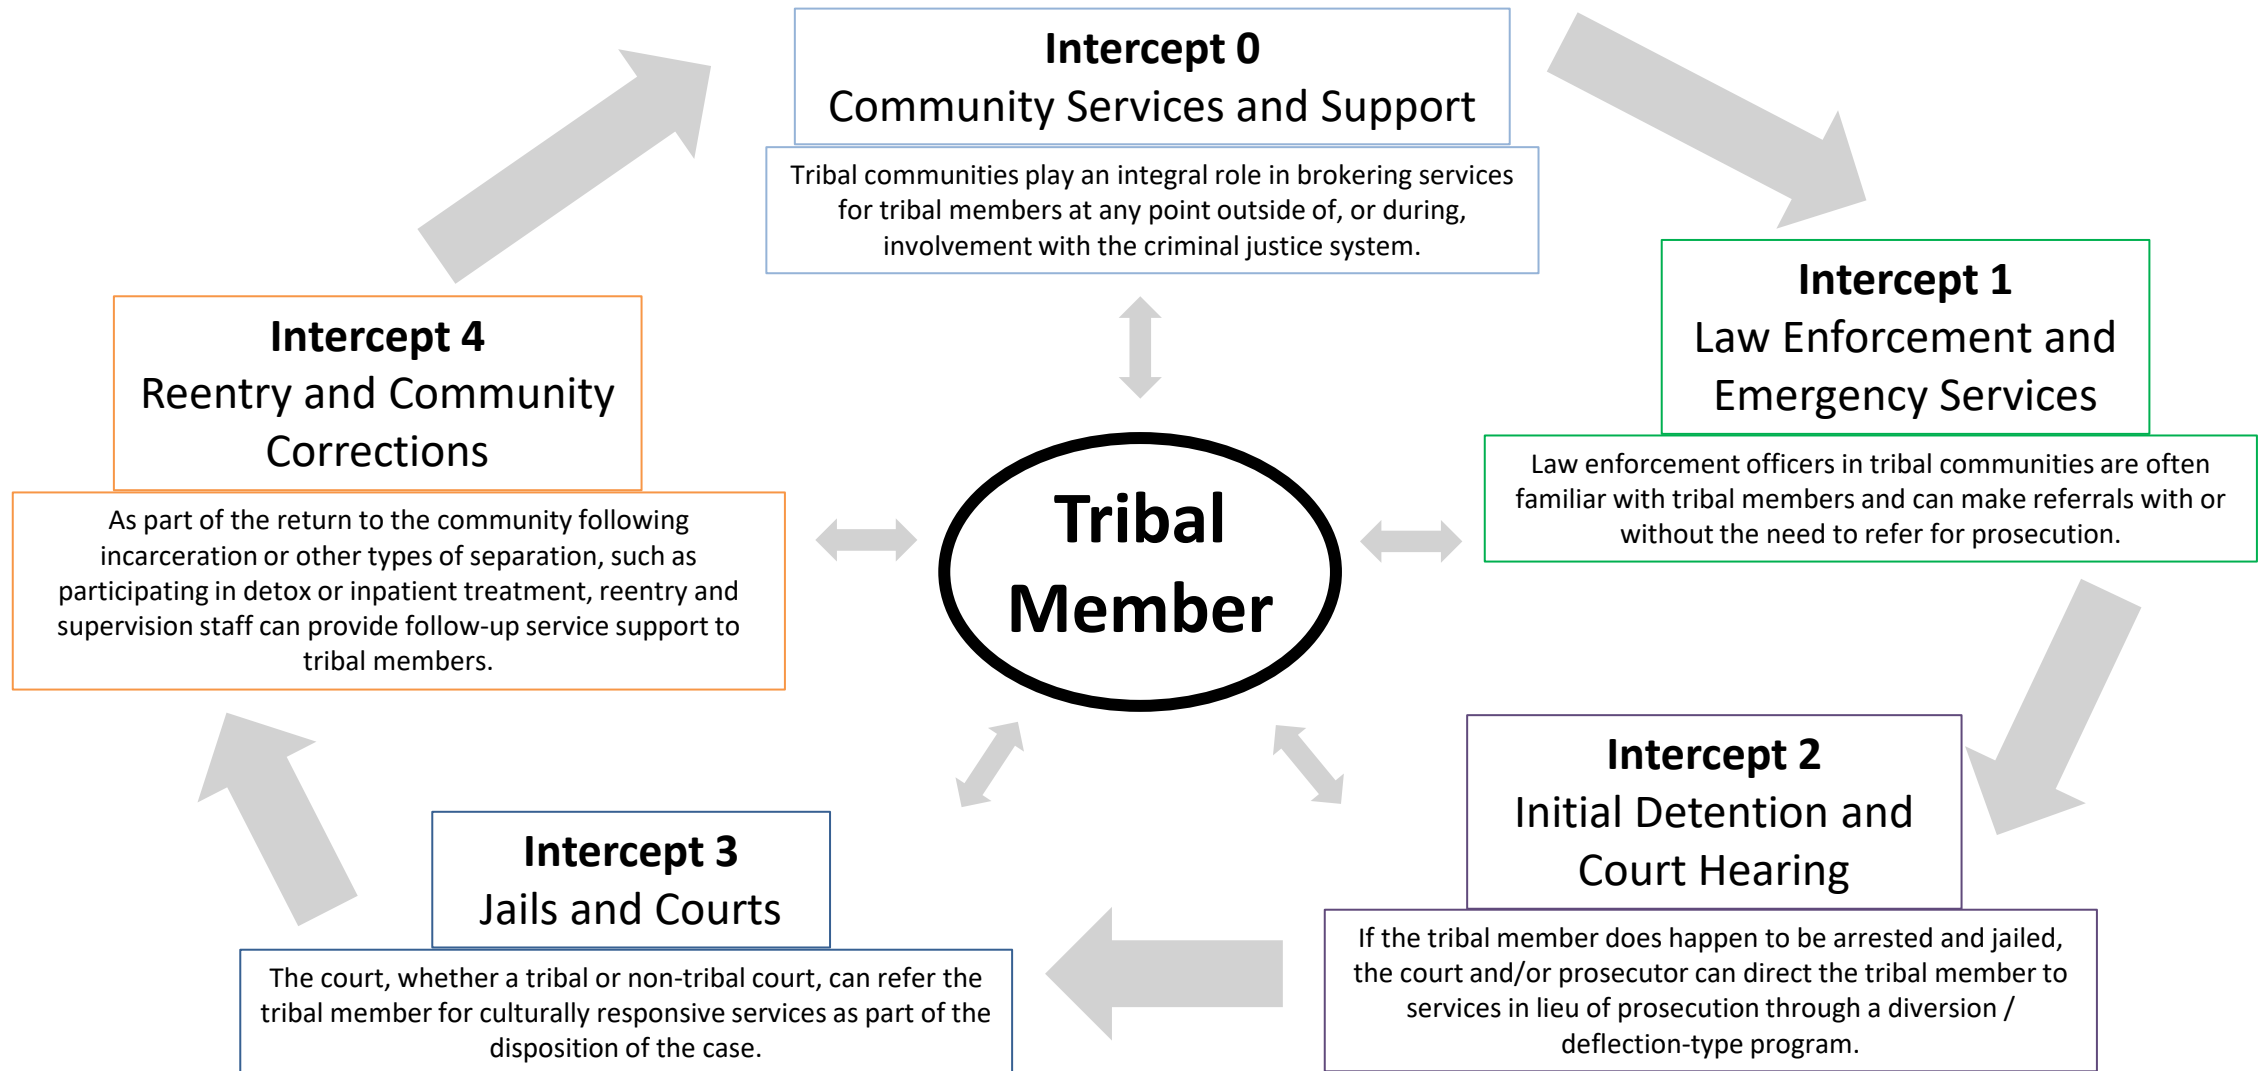 Intercept 0
Community Services and Support
Tribal communities play an integral role in brokering services
for tribal members at any point outside of, or during,
involvement with the criminal justice system.
Intercept 1
Law Enforcement and
Emergency Services
Law enforcement officers in tribal communities are often
familiar with tribal members and can make referrals with or
without the need to refer for prosecution.
Intercept 2
Initial Detention and
Court Hearing
If the tribal member does happen to be arrested and jailed,
the court and/or prosecutor can direct the tribal member to
services in lieu of prosecution through a diversion /
deflection-type program.
Intercept 3
Jails and Courts
The court, whether a tribal or non-tribal court, can refer the
tribal member for culturally responsive services as part of the
disposition of the case.
Intercept 4
Reentry and Community
Corrections
As part of the return to the community following
incarceration or other types of separation, such as
participating in detox or inpatient treatment, reentry and
supervision staff can provide follow-up service support to
tribal members.
Tribal
Member